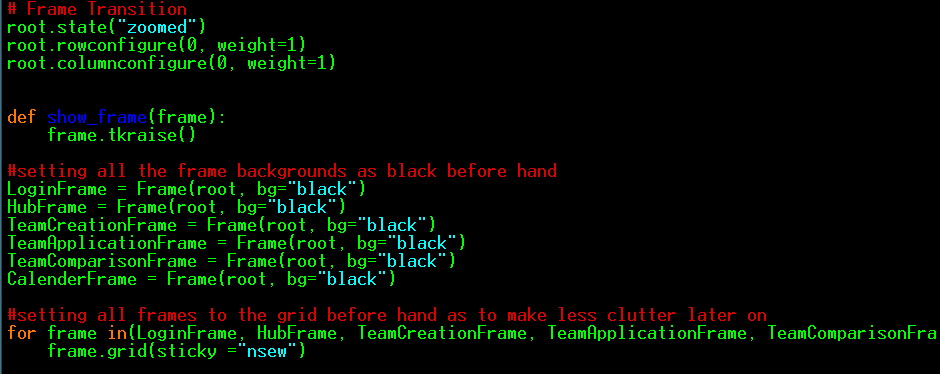 # Frame Transition
root.state("zoomed")
root.rowconfigure(0, weight=1)
root.columnconfigure(0, weight=1)
def show_frame(frame):
    frame.tkraise()
#setting all the frame backgrounds as black before hand
LoginFrame = Frame(root, bg="black")
HubFrame = Frame(root, bg="black")
TeamCreationFrame = Frame(root, bg="black")
TeamApplicationFrame = Frame(root, bg="black")
TeamComparisonFrame = Frame(root, bg="black")
CalenderFrame = Frame(root, bg="black")
#setting all frames to the grid before hand as to make less clutter later on
for frame in(LoginFrame, HubFrame, TeamCreationFrame, TeamApplicationFrame, TeamComparisonFra
    frame.grid(sticky ="nsew")